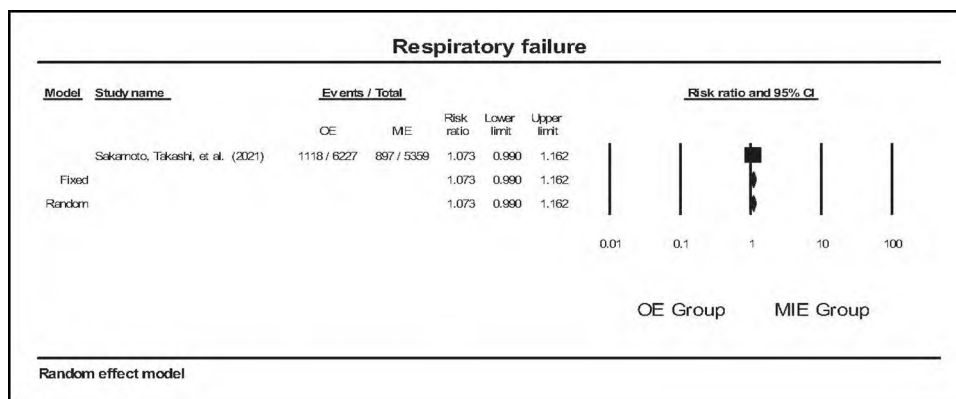 Respiratory failure
Model Study name Events / Total Risk ratio and 95% CI
OE MIE Risk ratio Lower limit Upper limit
Sakamoto, Takashi, et al. (2021) 1118 / 6227 897 / 5359 1.073 0.990 1.162
Fixed 1.073 0.990 1.162
Random 1.073 0.990 1.162
0.01 0.1 1 10 100
OE Group MIE Group
Random effect model